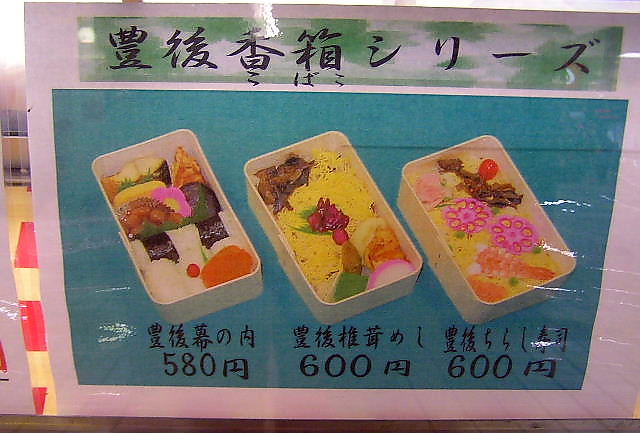 豊後香箱シリーズ
こばこ
豊後幕の内
580円
豊後椎茸めし
600円
豊後ちらし寿司
600円